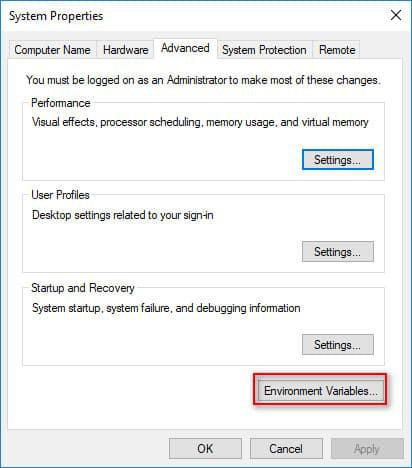 System Properties
Computer Name Hardware Advanced System Protection Remote
You must be logged on as an Administrator to make most of these changes.
Performance
Visual effects, processor scheduling, memory usage, and virtual memory
Settings...
User Profiles
Desktop settings related to your sign-in
Settings...
Startup and Recovery
System startup, system failure, and debugging information
Settings...
Environment Variables...
OK Cancel Apply